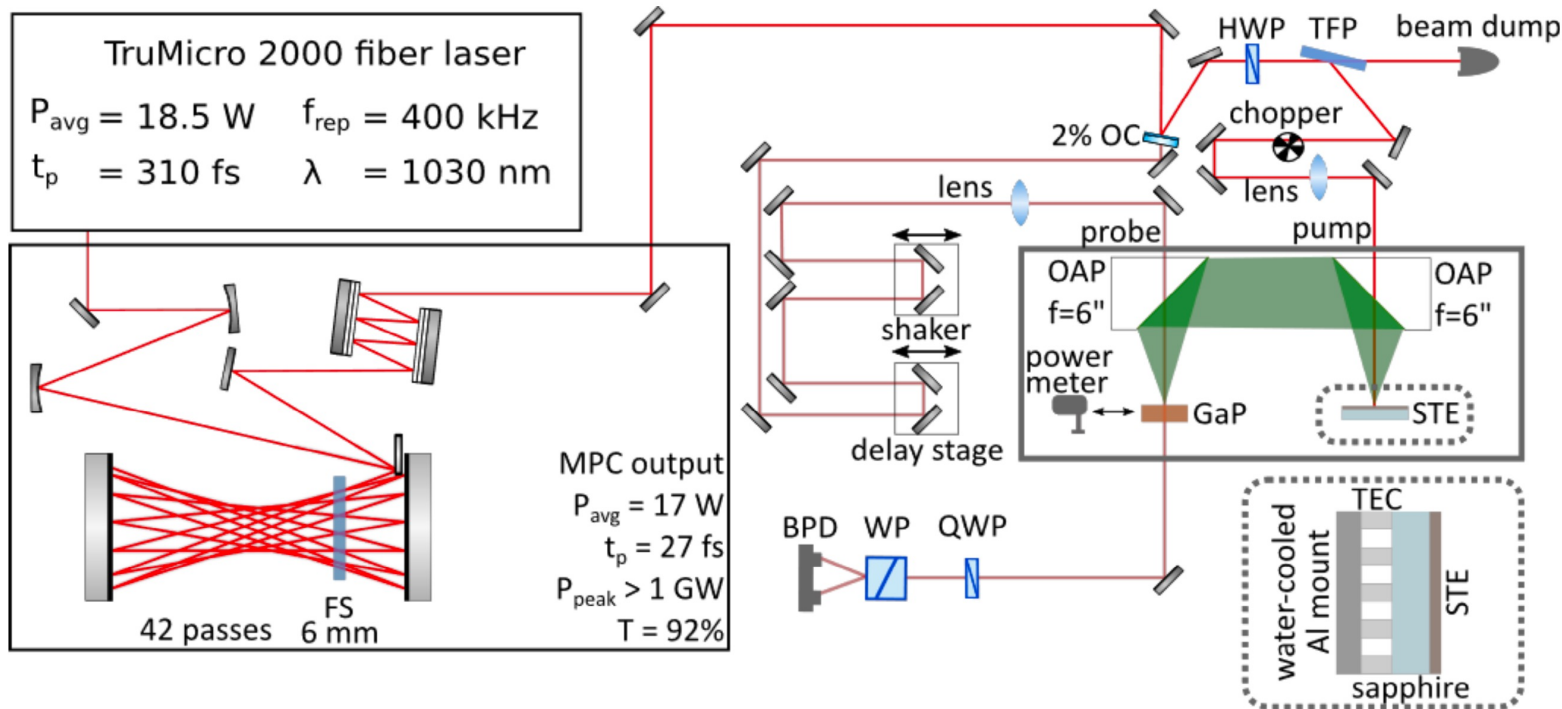 TruMicro 2000 fiber laser
P_avg = 18.5 W f_rep = 400 kHz
t_p = 310 fs λ = 1030 nm
HWP TFP beam dump
2% OC
chopper
lens
lens
probe
pump
OAP
f=6"
OAP
f=6"
shaker
power
meter
GaP
STE
delay stage
MPC output
P_avg = 17 W
t_p = 27 fs
P_peak > 1 GW
T = 92%
FS
42 passes 6 mm
BPD WP QWP
TEC
water-cooled
Al mount
STE
sapphire